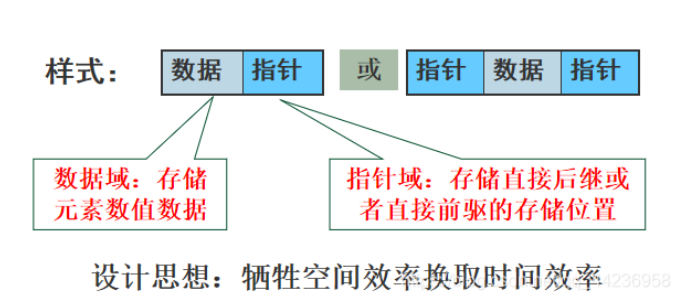 样式： 数据 指针 或 指针 数据 指针
数据域：存储
元素数值数据
指针域：存储直接后继或
者直接前驱的存储位置
设计思想：牺牲空间效率换取时间效率